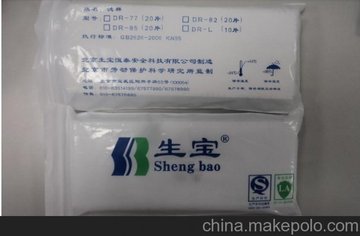 品名：滤棉
型号：□ DR-77 (20片) □ DR-82 (20片)
□ DR-85 (20片) □ DR-L (10片)
执行标准：GB2626-2006 KN95
北京生宝恒泰安全科技有限公司制造
北京市劳动保护科学研究所监制
生宝®
Sheng bao
LA
china.makepolo.com